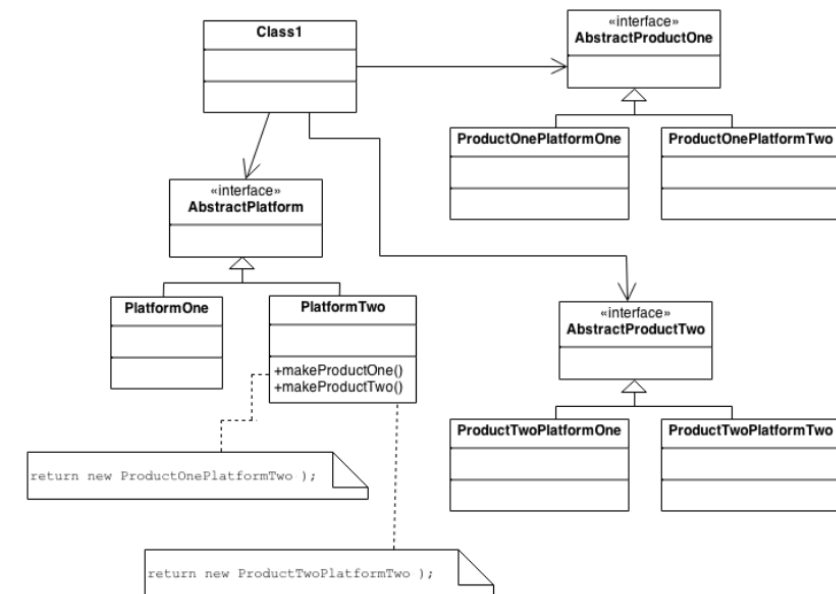 Class1
«interface»
AbstractProductOne
ProductOnePlatformOne
ProductOnePlatformTwo
«interface»
AbstractPlatform
PlatformOne
PlatformTwo
+makeProductOne()
+makeProductTwo()
«interface»
AbstractProductTwo
ProductTwoPlatformOne
ProductTwoPlatformTwo
return new ProductOnePlatformTwo );
return new ProductTwoPlatformTwo );